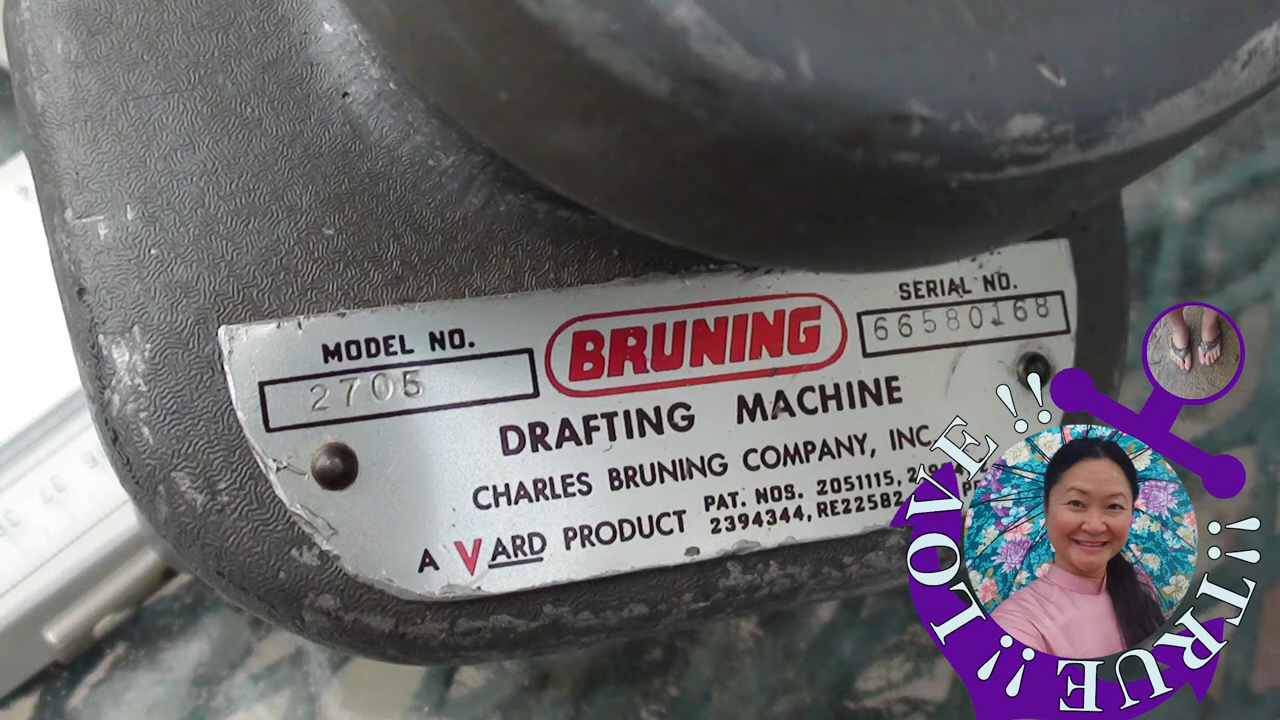 MODEL NO.
2705
BRUNING
SERIAL NO.
66580168
DRAFTING MACHINE
CHARLES BRUNING COMPANY, INC.
A VARD PRODUCT
PAT. NOS. 2051115,
2394344, RE22582
!! TRUE !! LOVE !!